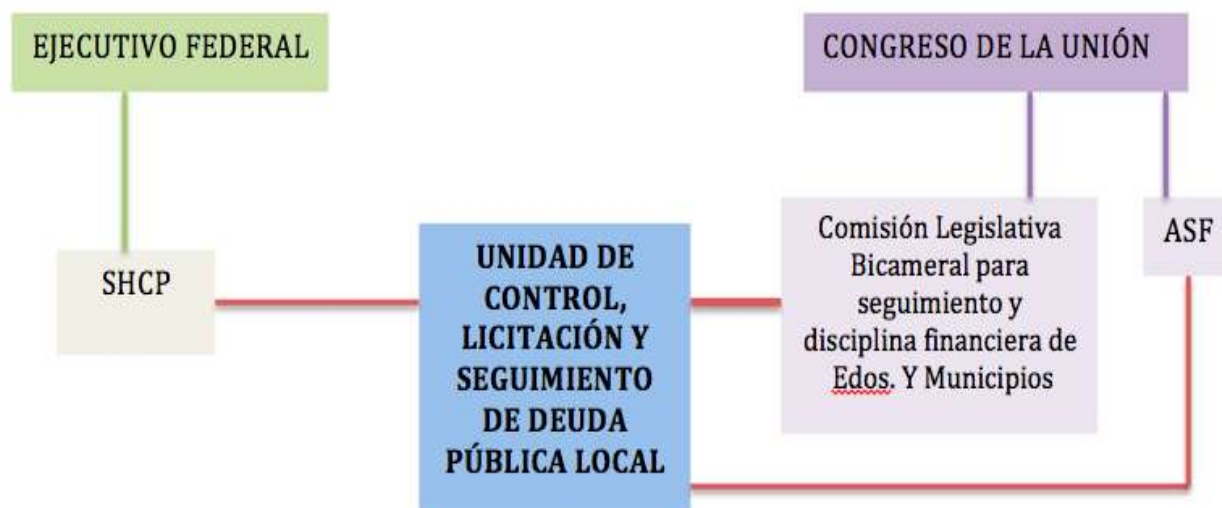 EJECUTIVO FEDERAL
CONGRESO DE LA UNIÓN
SHCP
UNIDAD DE
CONTROL,
LICITACIÓN Y
SEGUIMIENTO
DE DEUDA
PÚBLICA LOCAL
Comisión Legislativa
Bicameral para
seguimiento y
disciplina financiera de
Edos. Y Municipios
ASF